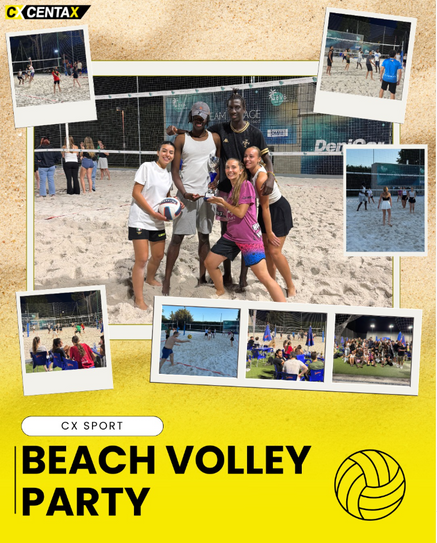 CX CENTAX
CX SPORT
BEACH VOLLEY
PARTY